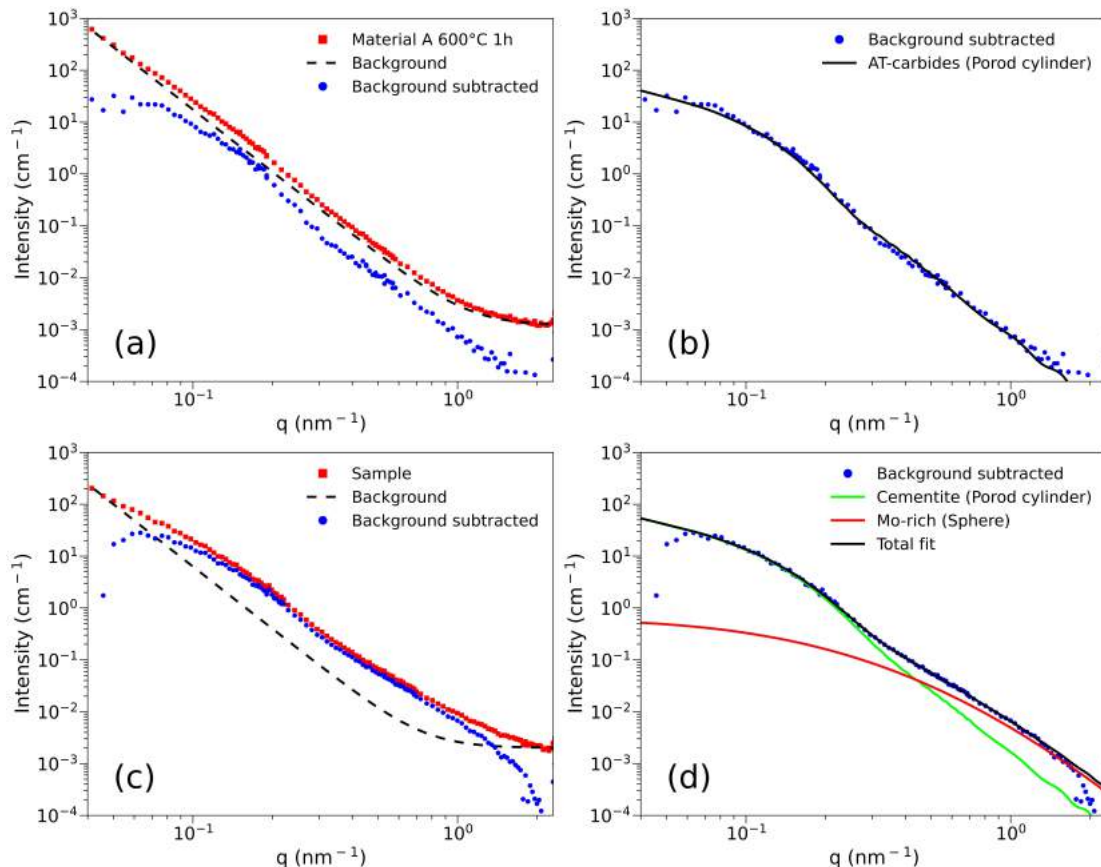 10³
10²
10¹
10⁰
10⁻¹
10⁻²
10⁻³
10⁻⁴
Intensity (cm⁻¹)
Material A 600°C 1h
Background
Background subtracted
(a)
10⁻¹
10⁰
q (nm⁻¹)
10³
10²
10¹
10⁰
10⁻¹
10⁻²
10⁻³
10⁻⁴
Intensity (cm⁻¹)
Background subtracted
AT-carbides (Porod cylinder)
(b)
10⁻¹
10⁰
q (nm⁻¹)
10³
10²
10¹
10⁰
10⁻¹
10⁻²
10⁻³
10⁻⁴
Intensity (cm⁻¹)
Sample
Background
Background subtracted
(c)
10⁻¹
10⁰
q (nm⁻¹)
10³
10²
10¹
10⁰
10⁻¹
10⁻²
10⁻³
10⁻⁴
Intensity (cm⁻¹)
Background subtracted
Cementite (Porod cylinder)
Mo-rich (Sphere)
Total fit
(d)
10⁻¹
10⁰
q (nm⁻¹)